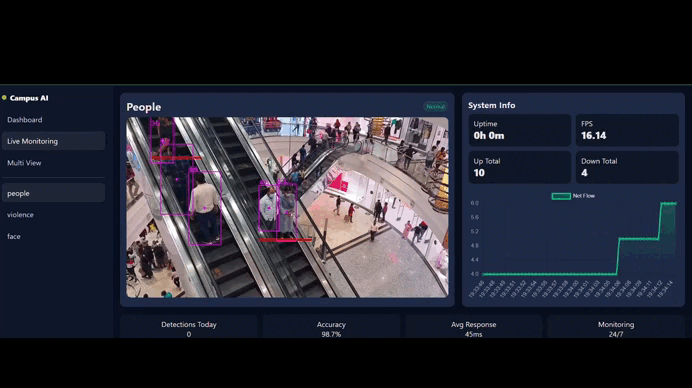 Campus AI
Dashboard
Live Monitoring
Multi View
people
violence
face
People
Normal
System Info
Uptime
0h 0m
FPS
16.14
Up Total
10
Down Total
4
Net Flow
6.0
5.6
5.2
4.8
4.4
4.0
Detections Today
0
Accuracy
98.7%
Avg Response
45ms
Monitoring
24/7